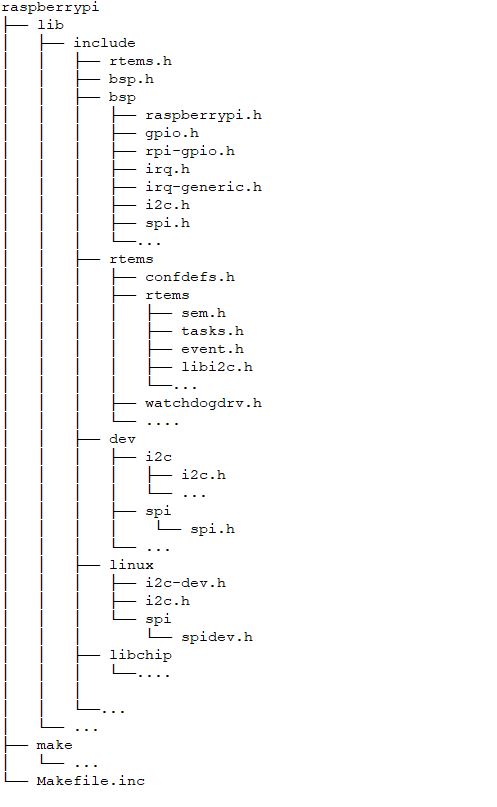 raspberrypi
├── lib
│   ├── include
│   │   ├── rtems.h
│   │   ├── bsp.h
│   │   ├── bsp
│   │   │   ├── raspberrypi.h
│   │   │   ├── gpio.h
│   │   │   ├── rpi-gpio.h
│   │   │   ├── irq.h
│   │   │   ├── irq-generic.h
│   │   │   ├── i2c.h
│   │   │   ├── spi.h
│   │   │   └──...
│   │   ├── rtems
│   │   │   ├── confdefs.h
│   │   │   ├── rtems
│   │   │   │   ├── sem.h
│   │   │   │   ├── tasks.h
│   │   │   │   ├── event.h
│   │   │   │   ├── libi2c.h
│   │   │   │   └──...
│   │   │   ├── watchdogdrv.h
│   │   │   └── ....
│   │   ├── dev
│   │   │   ├── i2c
│   │   │   │   ├── i2c.h
│   │   │   │   └── ...
│   │   │   ├── spi
│   │   │   │    └── spi.h
│   │   │   └── ...
│   │   ├── linux
│   │   │   ├── i2c-dev.h
│   │   │   ├── i2c.h
│   │   │   └── spi
│   │   │       └── spidev.h
│   │   ├── libchip
│   │   │   └──....
│   │   │
│   │   └──...
│   └── ...
├── make
│   └── ...
└── Makefile.inc